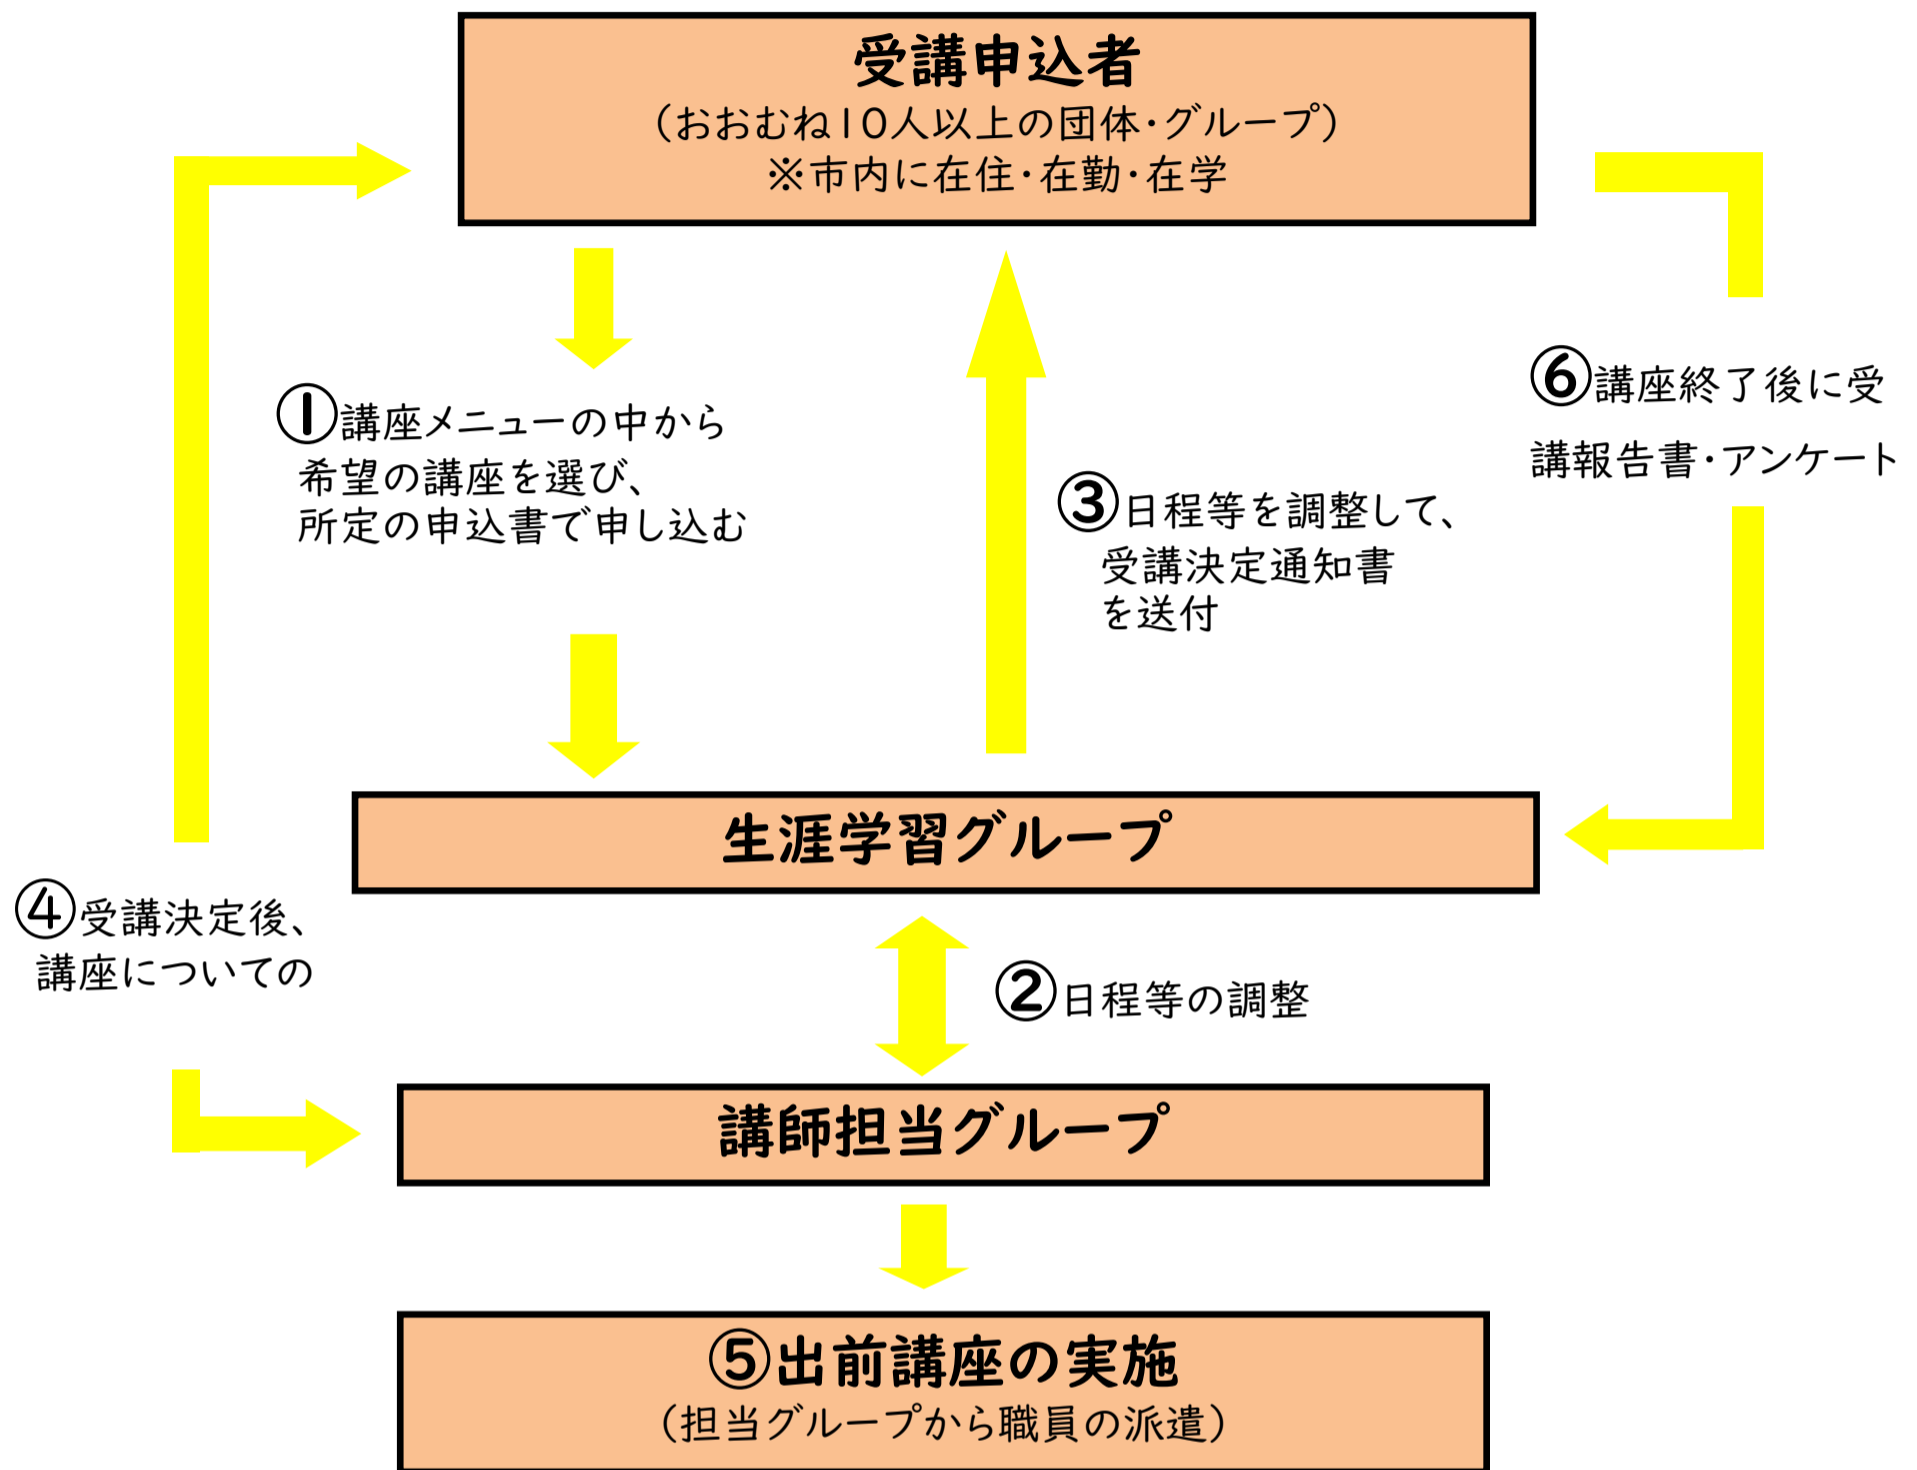 受講申込者
（おおむね10人以上の団体・グループ）
※市内に在住・在勤・在学
①講座メニューの中から
希望の講座を選び、
所定の申込書で申し込む
③日程等を調整して、
受講決定通知書
を送付
⑥講座終了後に受
講報告書・アンケート
生涯学習グループ
④受講決定後、
講座についての
②日程等の調整
講師担当グループ
⑤出前講座の実施
（担当グループから職員の派遣）